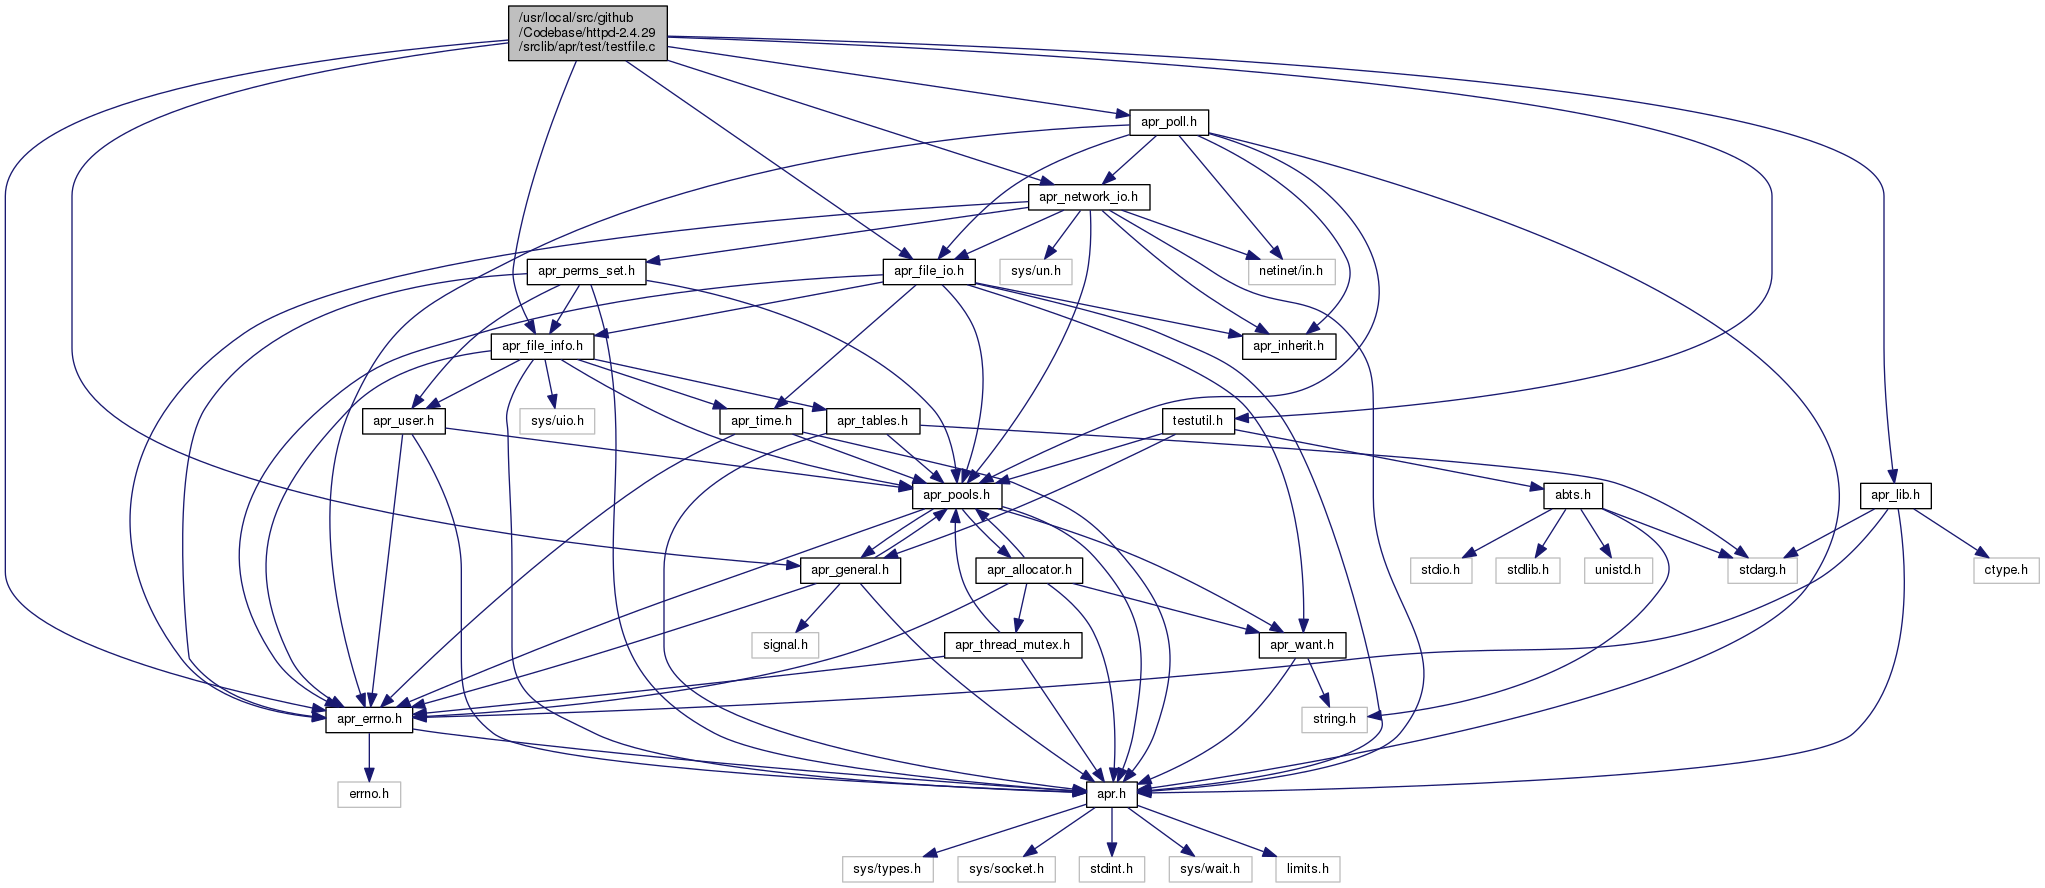 /usr/local/src/github
/Codebase/httpd-2.4.29
/srclib/apr/test/testfile.c
apr_poll.h
apr_network_io.h
apr_perms_set.h
apr_file_io.h
sys/un.h
netinet/in.h
apr_file_info.h
apr_inherit.h
apr_user.h
sys/uio.h
apr_time.h
apr_tables.h
testutil.h
apr_pools.h
abts.h
apr_lib.h
apr_general.h
apr_allocator.h
stdio.h
stdlib.h
unistd.h
stdarg.h
ctype.h
signal.h
apr_thread_mutex.h
apr_want.h
apr_errno.h
string.h
errno.h
apr.h
sys/types.h
sys/socket.h
stdint.h
sys/wait.h
limits.h